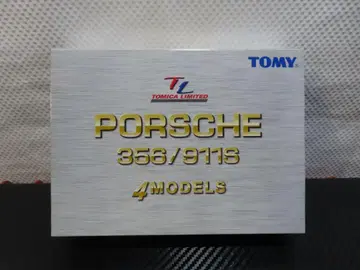 TOMY
TL
TOMICA LIMITED
PORSCHE
356/911S
4 MODELS